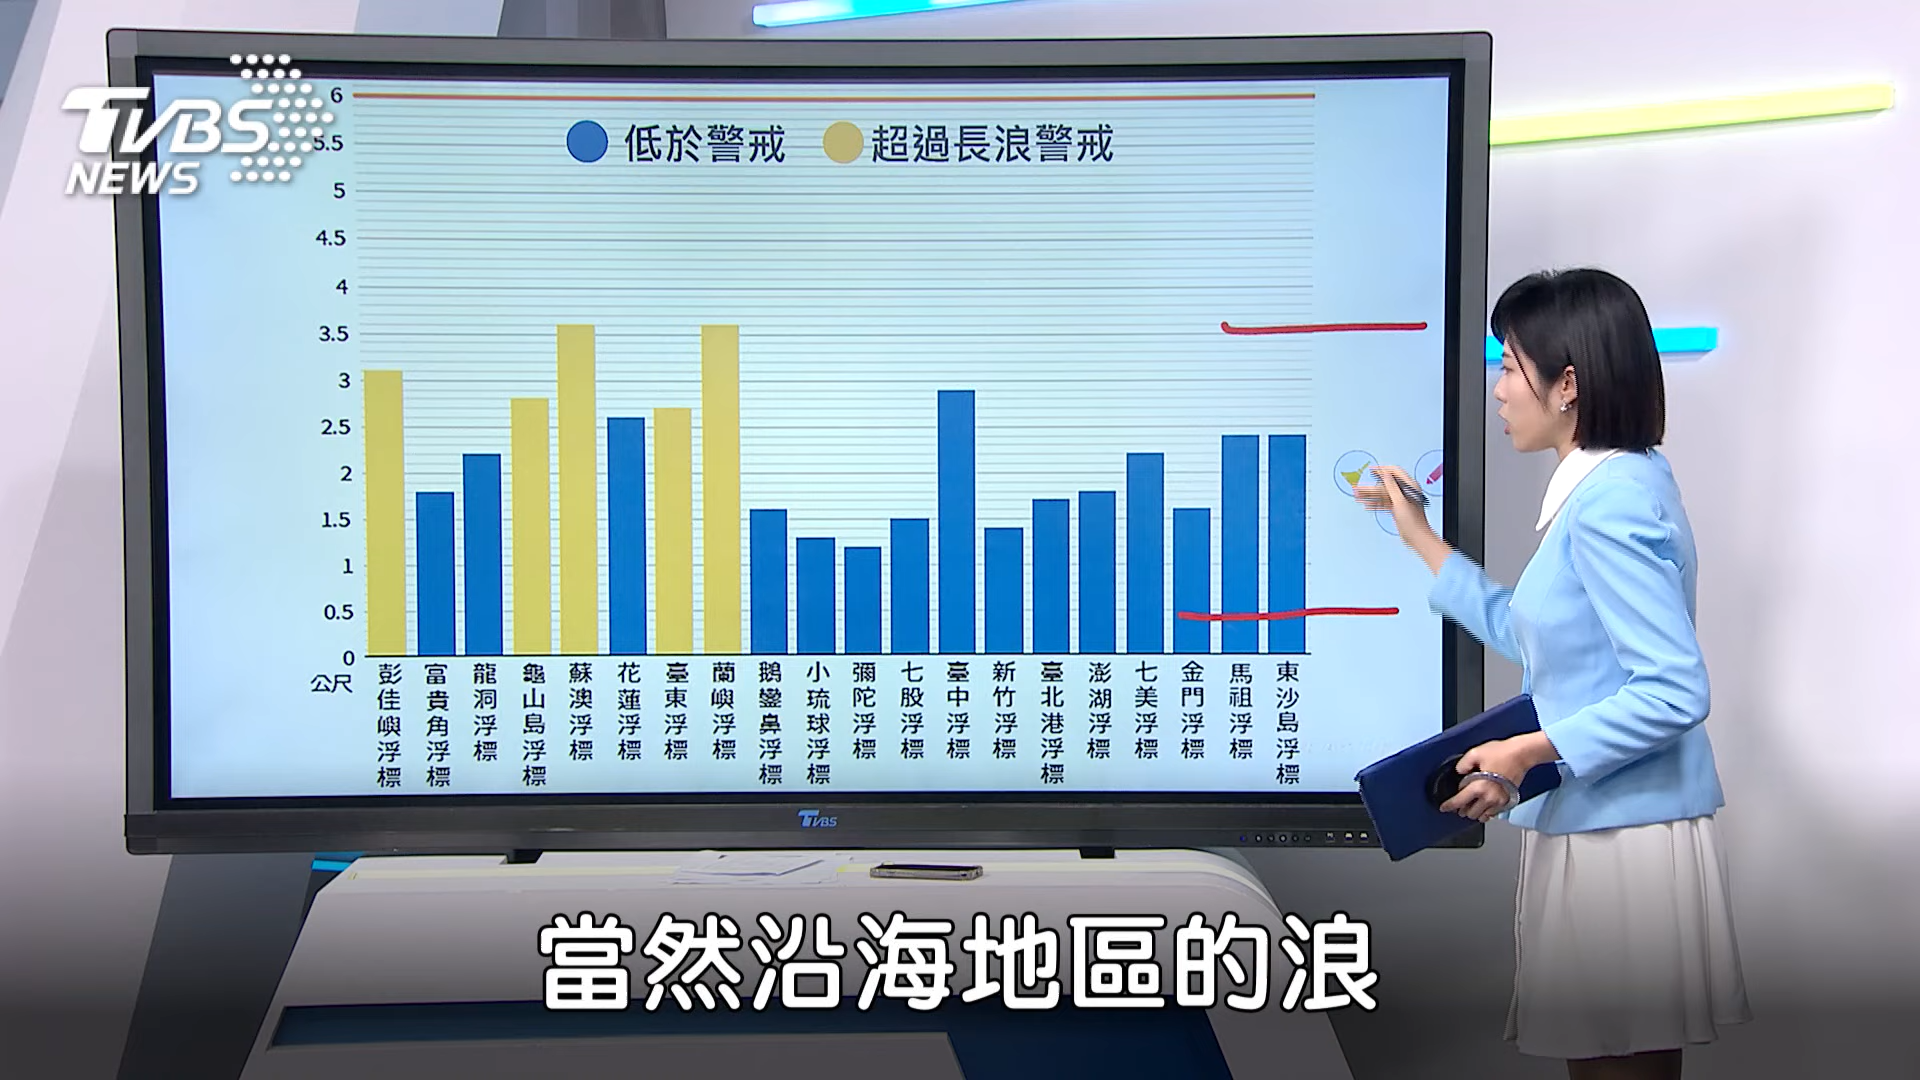 TVBS
NEWS
6
5.5
5
4.5
4
3.5
3
2.5
2
1.5
1
0.5
0
公尺
低於警戒
超過長浪警戒
彭佳嶼浮標
富貴角浮標
龍洞浮標
龜山島浮標
蘇澳浮標
花蓮浮標
臺東浮標
蘭嶼浮標
鵝鑾鼻浮標
小琉球浮標
彌陀浮標
七股浮標
臺中浮標
新竹浮標
臺北港浮標
澎湖浮標
七美浮標
金門浮標
馬祖浮標
東沙島浮標
TVBS
當然沿海地區的浪